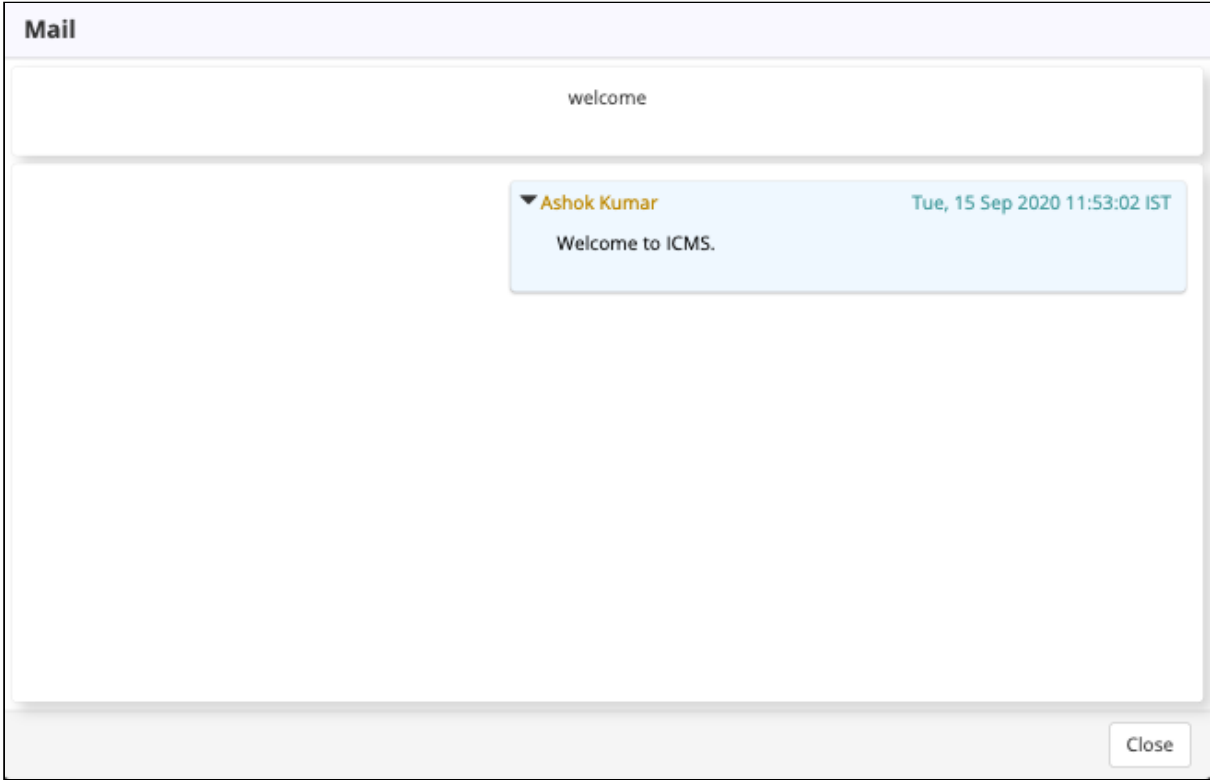 Mail
welcome
Ashok Kumar Tue, 15 Sep 2020 11:53:02 IST
Welcome to ICMS.
Close